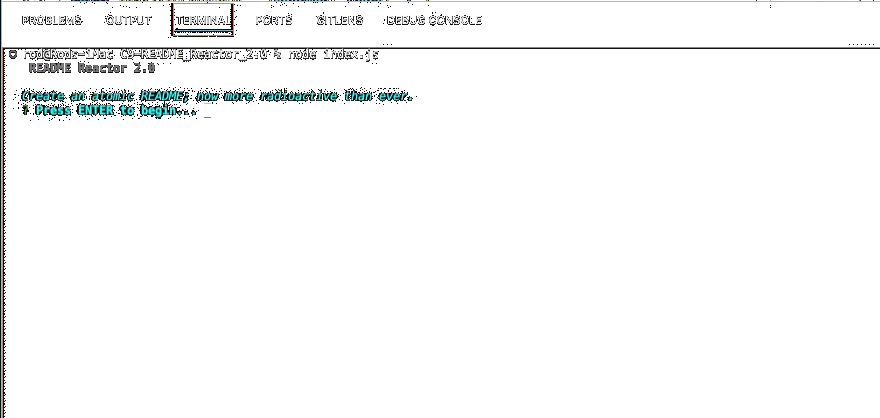 PROBLEMS OUTPUT TERMINAL PORTS GITLENS DEBUG CONSOLE
rod@Rods-iMac C9-README_Reactor_2.0 % node index.js
README Reactor 2.0
Create an atomic README; now more radioactive than ever.
? Press ENTER to begin... _